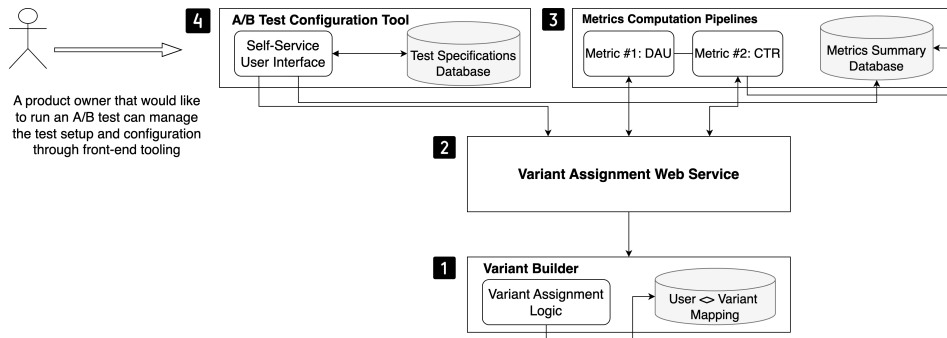 4
A/B Test Configuration Tool
Self-Service
User Interface
Test Specifications
Database
3
Metrics Computation Pipelines
Metric #1: DAU
Metric #2: CTR
Metrics Summary
Database
A product owner that would like
to run an A/B test can manage
the test setup and configuration
through front-end tooling
2
Variant Assignment Web Service
1
Variant Builder
Variant Assignment
Logic
User <> Variant
Mapping